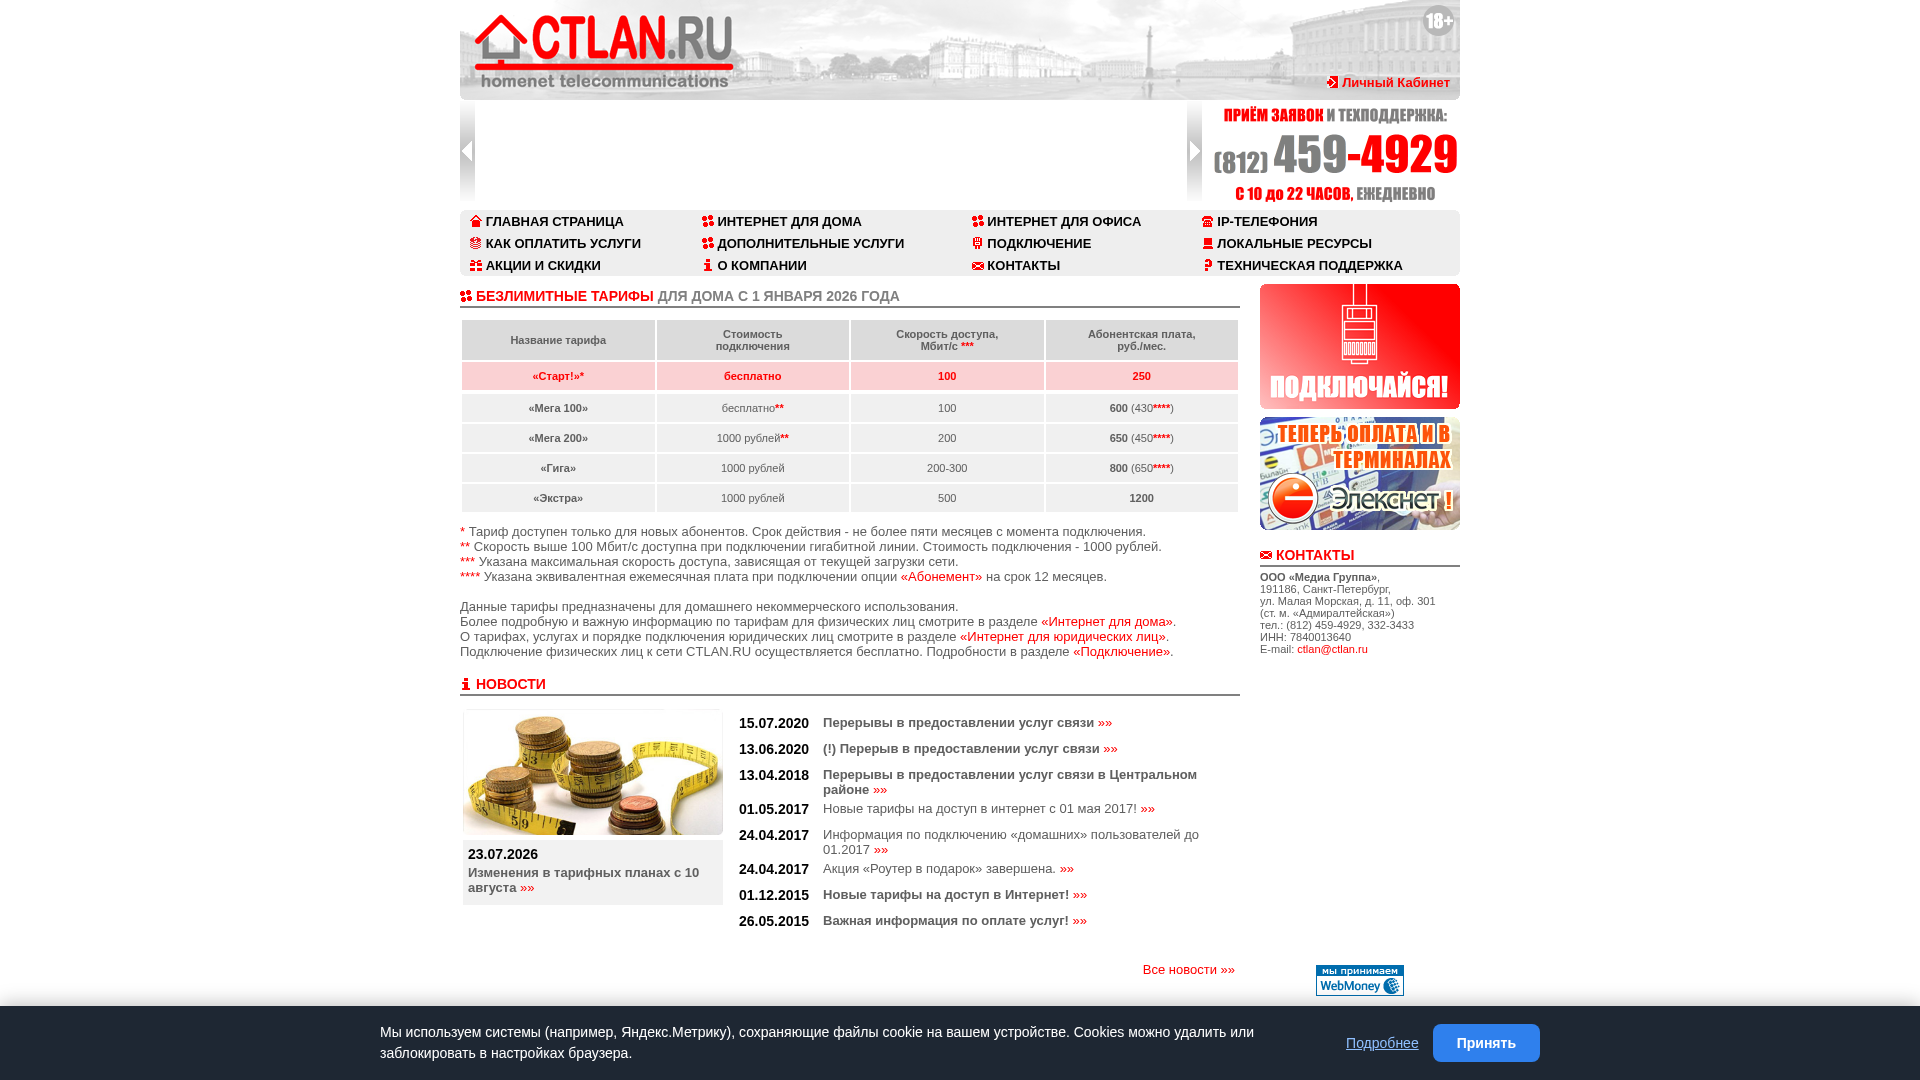 CTLAN.RU
homenet telecommunications
18+
Личный Кабинет
ПРИЁМ ЗАЯВОК И ТЕХПОДДЕРЖКА:
(812) 459-4929
С 10 до 22 ЧАСОВ, ЕЖЕДНЕВНО
ГЛАВНАЯ СТРАНИЦА ИНТЕРНЕТ ДЛЯ ДОМА ИНТЕРНЕТ ДЛЯ ОФИСА IP-ТЕЛЕФОНИЯ
КАК ОПЛАТИТЬ УСЛУГИ ДОПОЛНИТЕЛЬНЫЕ УСЛУГИ ПОДКЛЮЧЕНИЕ ЛОКАЛЬНЫЕ РЕСУРСЫ
АКЦИИ И СКИДКИ О КОМПАНИИ КОНТАКТЫ ТЕХНИЧЕСКАЯ ПОДДЕРЖКА
БЕЗЛИМИТНЫЕ ТАРИФЫ ДЛЯ ДОМА С 1 ЯНВАРЯ 2026 ГОДА
Название тарифа Стоимость подключения Скорость доступа, Мбит/с *** Абонентская плата, руб./мес.
«Старт!»* бесплатно 100 250
«Мега 100» бесплатно** 100 600 (430****)
«Мега 200» 1000 рублей** 200 650 (450****)
«Гига» 1000 рублей 200-300 800 (650****)
«Экстра» 1000 рублей 500 1200
* Тариф доступен только для новых абонентов. Срок действия - не более пяти месяцев с момента подключения.
** Скорость выше 100 Мбит/с доступна при подключении гигабитной линии. Стоимость подключения - 1000 рублей.
*** Указана максимальная скорость доступа, зависящая от текущей загрузки сети.
**** Указана эквивалентная ежемесячная плата при подключении опции «Абонемент» на срок 12 месяцев.
Данные тарифы предназначены для домашнего некоммерческого использования.
Более подробную и важную информацию по тарифам для физических лиц смотрите в разделе «Интернет для дома».
О тарифах, услугах и порядке подключения юридических лиц смотрите в разделе «Интернет для юридических лиц».
Подключение физических лиц к сети CTLAN.RU осуществляется бесплатно. Подробности в разделе «Подключение».
НОВОСТИ
23.07.2026
Изменения в тарифных планах с 10
августа »»
15.07.2020 Перерывы в предоставлении услуг связи »»
13.06.2020 (!) Перерыв в предоставлении услуг связи »»
13.04.2018 Перерывы в предоставлении услуг связи в Центральном
районе »»
01.05.2017 Новые тарифы на доступ в интернет с 01 мая 2017! »»
24.04.2017 Информация по подключению «домашних» пользователей до
01.2017 »»
24.04.2017 Акция «Роутер в подарок» завершена. »»
01.12.2015 Новые тарифы на доступ в Интернет! »»
26.05.2015 Важная информация по оплате услуг! »»
Все новости »»
ПОДКЛЮЧАЙСЯ!
ТЕПЕРЬ ОПЛАТА И В
ТЕРМИНАЛАХ
Элекснет !
КОНТАКТЫ
ООО «Медиа Группа»,
191186, Санкт-Петербург,
ул. Малая Морская, д. 11, оф. 301
(ст. м. «Адмиралтейская»)
тел.: (812) 459-4929, 332-3433
ИНН: 7840013640
E-mail: ctlan@ctlan.ru
мы принимаем
WebMoney
Мы используем системы (например, Яндекс.Метрику), сохраняющие файлы cookie на вашем устройстве. Cookies можно удалить или
заблокировать в настройках браузера.
Подробнее
Принять